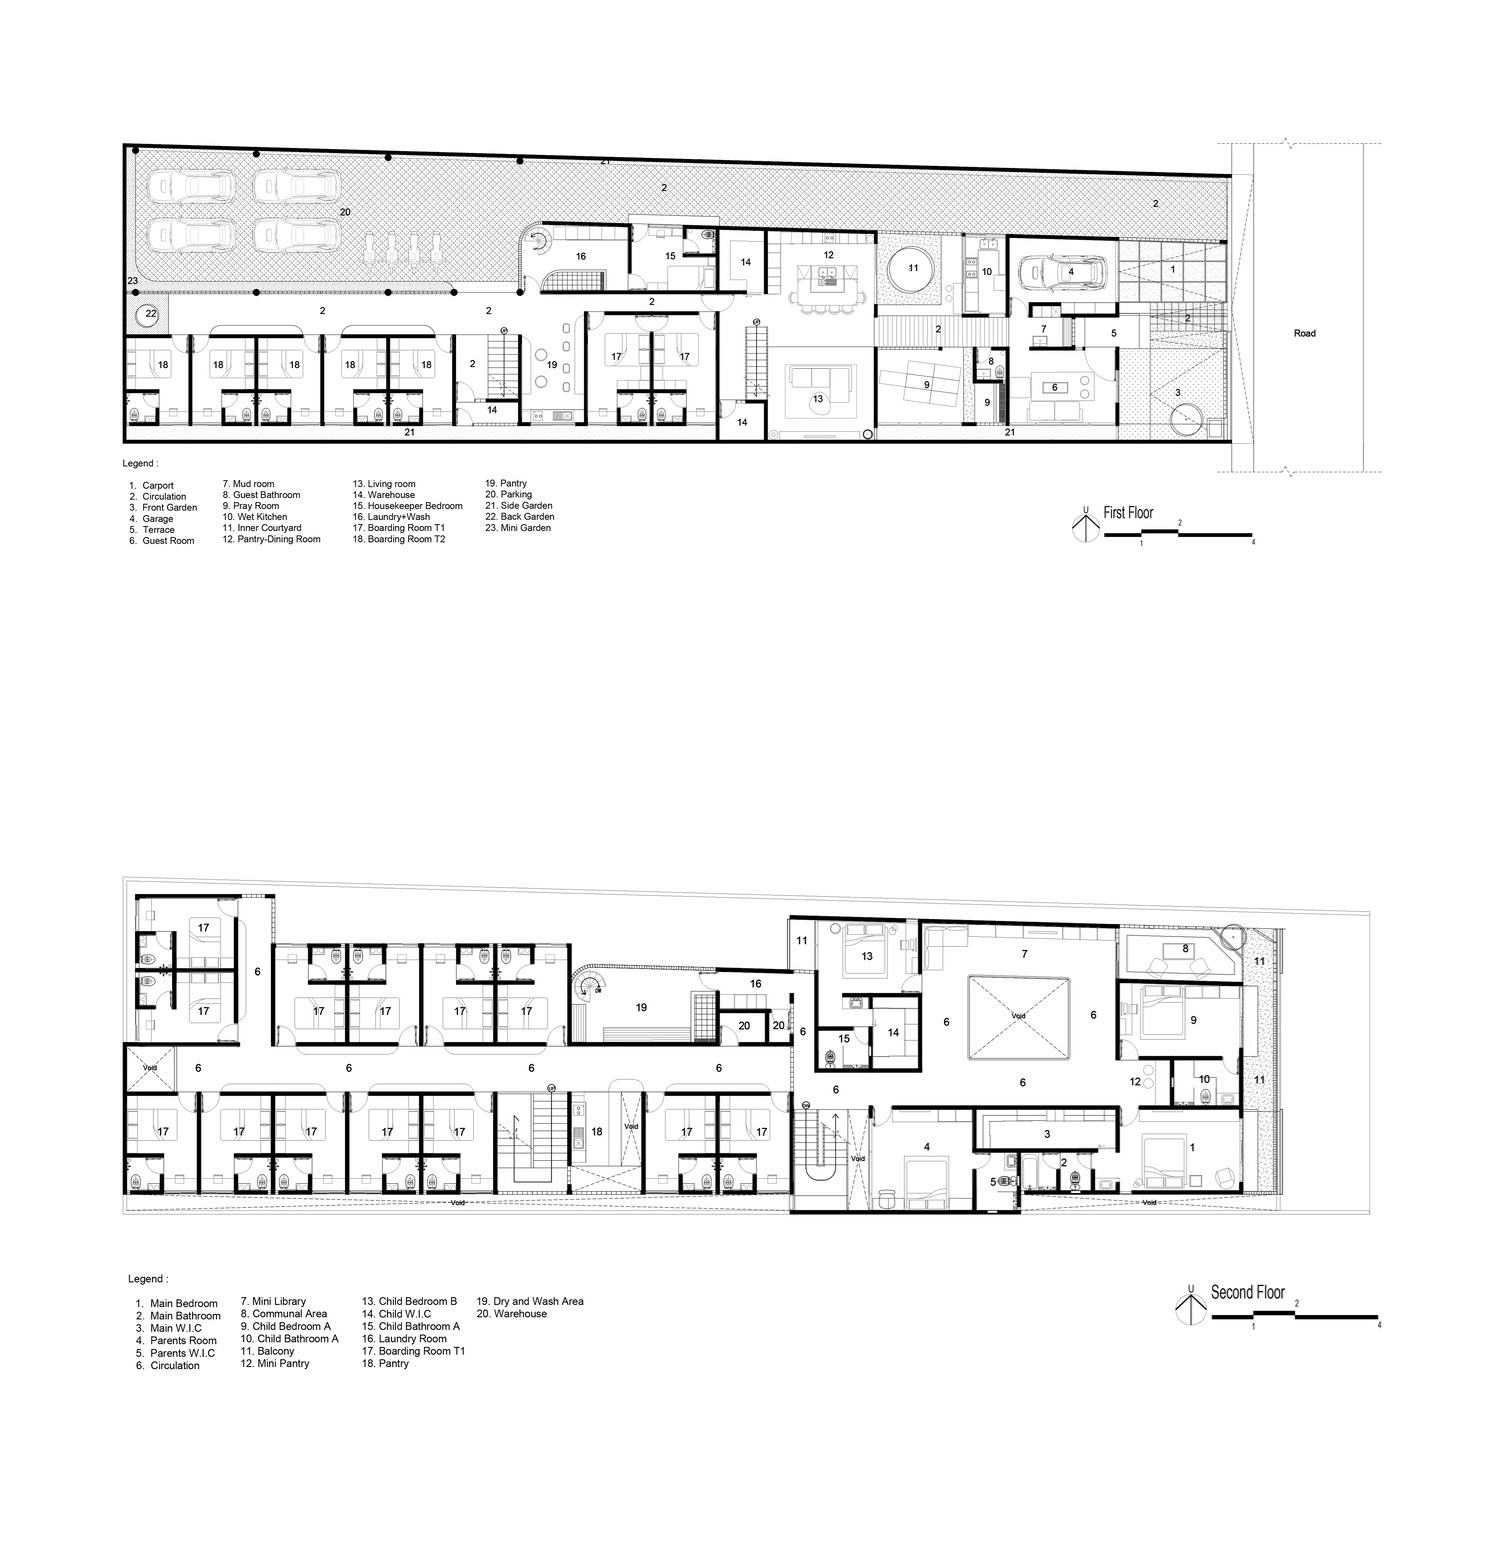 21
2
2
20
12
16
15
14
11
10
4
1
23
22
2
2
2
UP
UP
2
7
5
2
Road
18
18
18
18
18
2
19
17
17
8
9
6
3
13
9
14
14
21
21
Legend :
1. Carport
2. Circulation
3. Front Garden
4. Garage
5. Terrace
6. Guest Room
7. Mud room
8. Guest Bathroom
9. Pray Room
10. Wet Kitchen
11. Inner Courtyard
12. Pantry-Dining Room
13. Living room
14. Warehouse
15. Housekeeper Bedroom
16. Laundry+Wash
17. Boarding Room T1
18. Boarding Room T2
19. Pantry
20. Parking
21. Side Garden
22. Back Garden
23. Mini Garden
U
First Floor
2
1
4
17
11
13
7
8
11
6
17
17
17
17
17
DW
19
16
20
20
6
14
15
6
Void
6
9
Void
6
6
6
6
6
6
12
10
11
UP
DW
17
17
17
17
17
18
Void
17
17
Void
4
3
1
2
5
Void
Void
Legend :
1. Main Bedroom
2. Main Bathroom
3. Main W.I.C
4. Parents Room
5. Parents W.I.C
6. Circulation
7. Mini Library
8. Communal Area
9. Child Bedroom A
10. Child Bathroom A
11. Balcony
12. Mini Pantry
13. Child Bedroom B
14. Child W.I.C
15. Child Bathroom A
16. Laundry Room
17. Boarding Room T1
18. Pantry
19. Dry and Wash Area
20. Warehouse
U
Second Floor
2
1
4